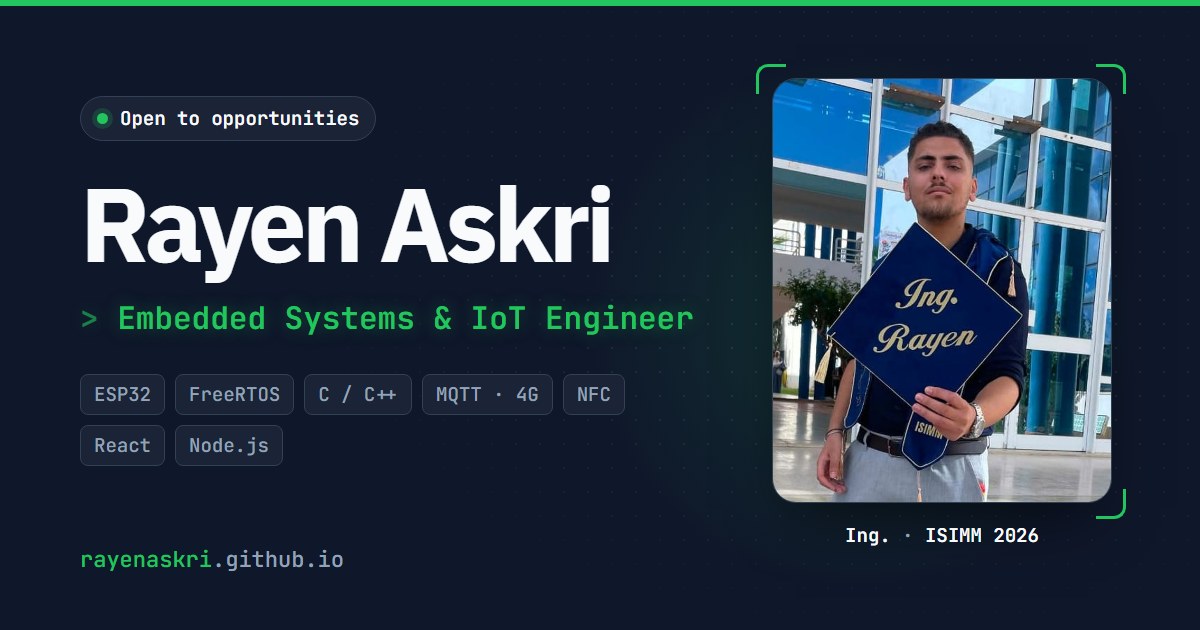 Open to opportunities
Rayen Askri
> Embedded Systems & IoT Engineer
ESP32 FreeRTOS C / C++ MQTT · 4G NFC
React Node.js
rayenaskri.github.io
Ing.
Rayen
ISIMM
Ing. · ISIMM 2026